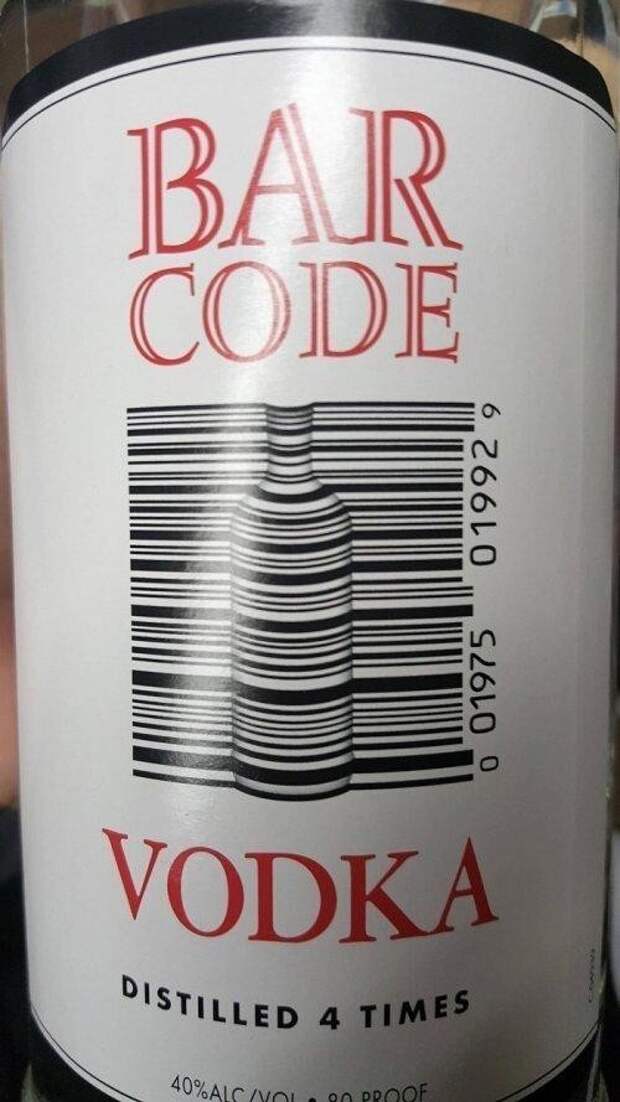 BAR
CODE
0 01975 01992 9
VODKA
DISTILLED 4 TIMES
40%ALC/VOL • 80 PROOF